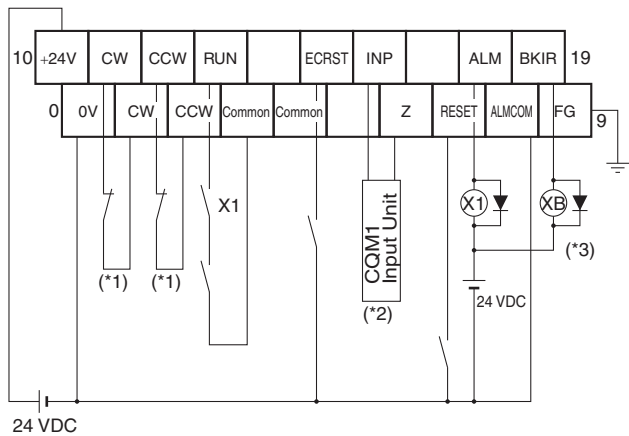 10 +24V CW CCW RUN ECRST INP ALM BKIR 19
0 0V CW CCW Common Common Z RESET ALMCOM FG 9
X1 X1 XB
CQM1
Input Unit
(*1) (*1) (*2) (*3)
24 VDC
24 VDC